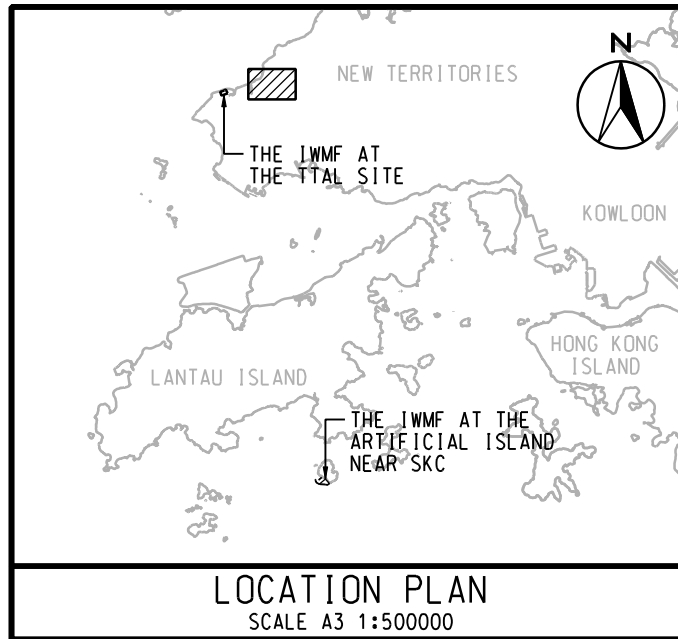 N
NEW TERRITORIES
THE IWMF AT
THE TTAL SITE
KOWLOON
HONG KONG
ISLAND
LANTAU ISLAND
THE IWMF AT THE
ARTIFICIAL ISLAND
NEAR SKC
LOCATION PLAN
SCALE A3 1:500000